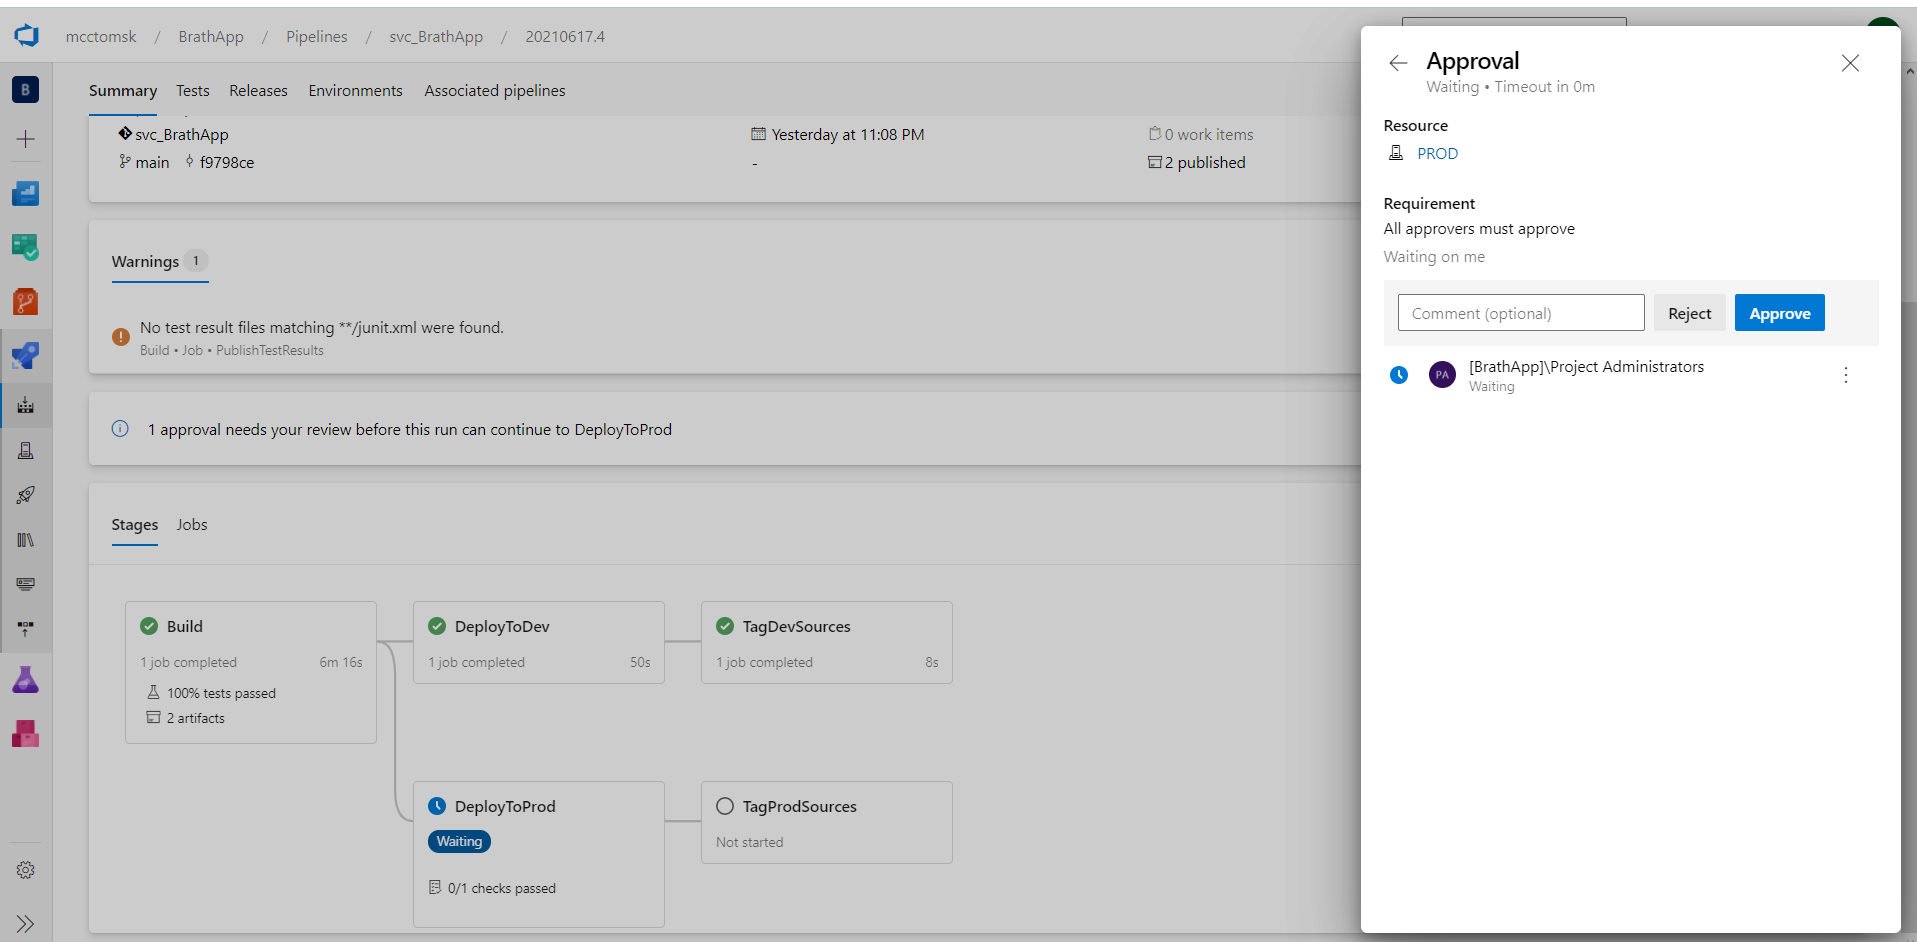 mcctomsk / BrathApp / Pipelines / svc_BrathApp / 20210617.4
B
Summary Tests Releases Environments Associated pipelines
svc_BrathApp Yesterday at 11:08 PM 0 work items
main f9798ce - 2 published
Warnings 1
No test result files matching **/junit.xml were found.
Build • Job • PublishTestResults
1 approval needs your review before this run can continue to DeployToProd
Stages Jobs
Build
1 job completed 6m 16s
100% tests passed
2 artifacts
DeployToDev
1 job completed 50s
TagDevSources
1 job completed 8s
DeployToProd
Waiting
0/1 checks passed
TagProdSources
Not started
Approval
Waiting • Timeout in 0m
Resource
PROD
Requirement
All approvers must approve
Waiting on me
Comment (optional) Reject Approve
PA [BrathApp]\Project Administrators
Waiting